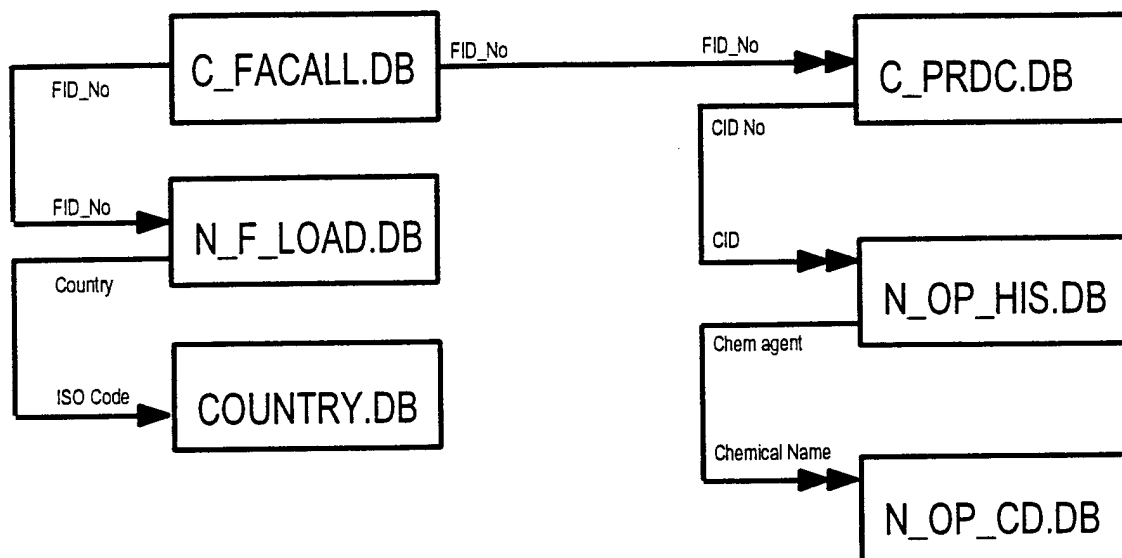 C_FACALL.DB
FID_No
FID_No
C_PRDC.DB
FID_No
CID No
FID_No
N_F_LOAD.DB
CID
N_OP_HIS.DB
Country
Chem agent
ISO Code
COUNTRY.DB
Chemical Name
N_OP_CD.DB